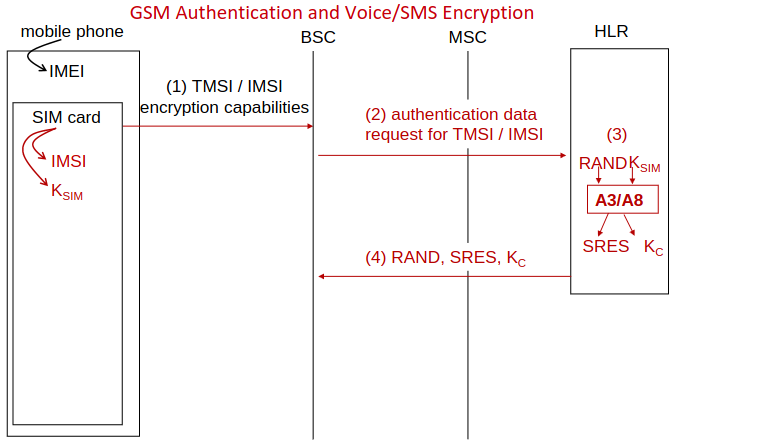 GSM Authentication and Voice/SMS Encryption
mobile phone
BSC
MSC
HLR
IMEI
(1) TMSI / IMSI
encryption capabilities
SIM card
(2) authentication data
request for TMSI / IMSI
(3)
IMSI
RAND KSIM
KSIM
A3/A8
SRES KC
(4) RAND, SRES, KC